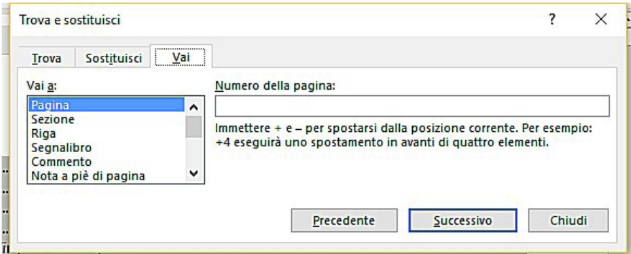 Trova e sostituisci ? ×
Trova Sostituisci Vai
Vai a: Numero della pagina:
Pagina
Sezione
Riga
Segnalibro
Commento
Nota a piè di pagina
Immettere + e – per spostarsi dalla posizione corrente. Per esempio:
+4 eseguirà uno spostamento in avanti di quattro elementi.
Precedente Successivo Chiudi